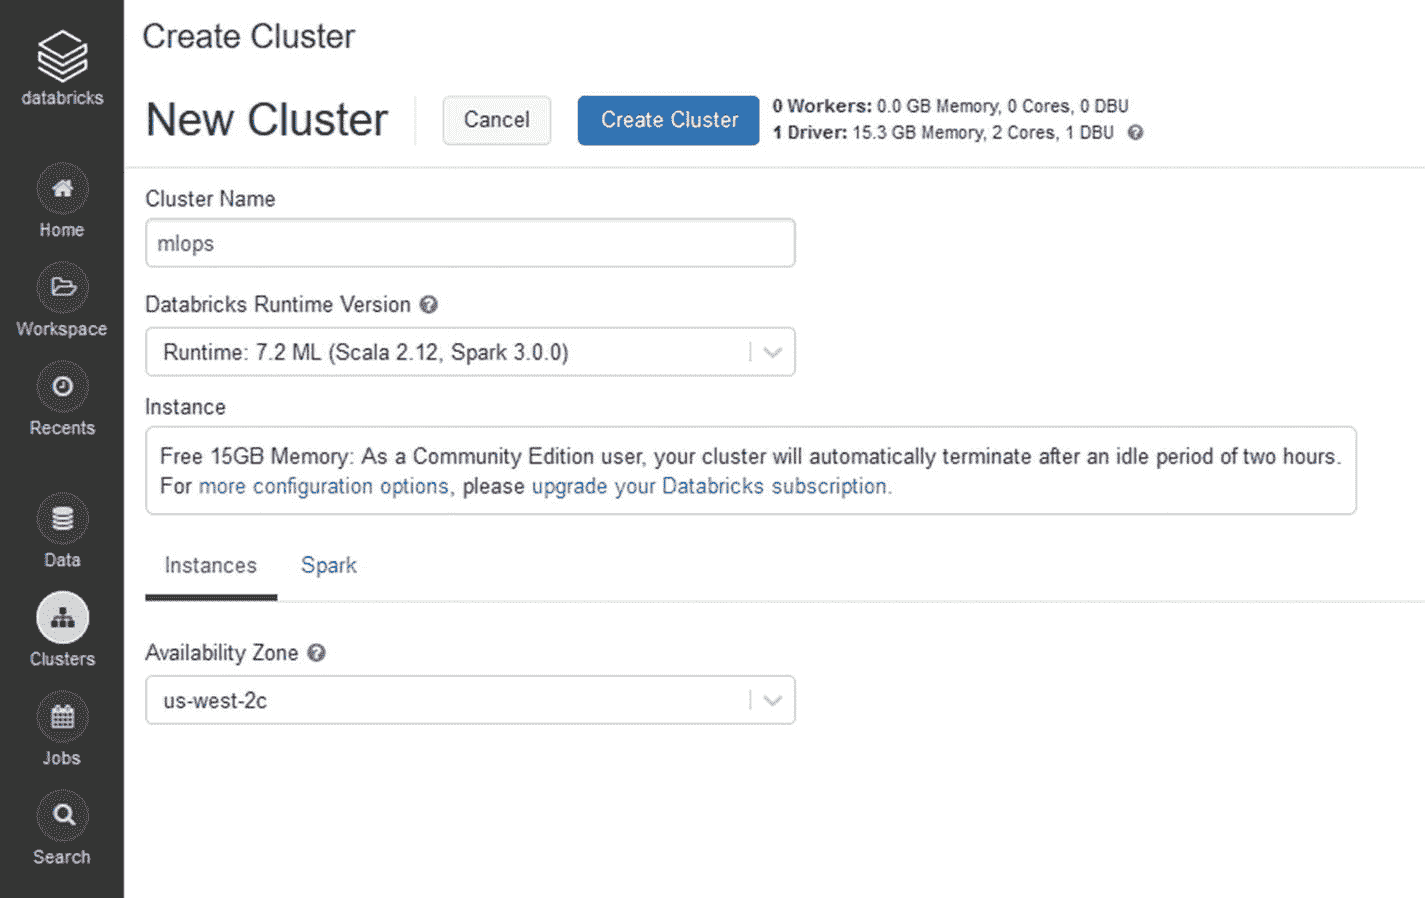 databricks
Home
Workspace
Recents
Data
Clusters
Jobs
Search
Create Cluster
New Cluster
Cancel
Create Cluster
0 Workers: 0.0 GB Memory, 0 Cores, 0 DBU
1 Driver: 15.3 GB Memory, 2 Cores, 1 DBU
Cluster Name
mlops
Databricks Runtime Version
Runtime: 7.2 ML (Scala 2.12, Spark 3.0.0)
Instance
Free 15GB Memory: As a Community Edition user, your cluster will automatically terminate after an idle period of two hours.
For more configuration options, please upgrade your Databricks subscription.
Instances
Spark
Availability Zone
us-west-2c